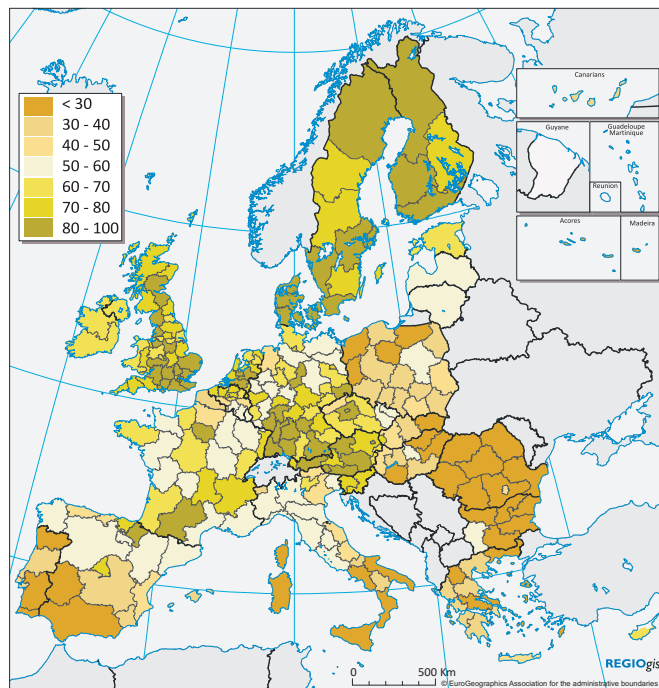 Canarians
< 30
30 - 40
40 - 50
50 - 60
60 - 70
70 - 80
80 - 100
Guyane
Guadeloupe
Martinique
Reunion
Acores
Madeira
REGIOgis
0 500 Km
© EuroGeographics Association for the administrative boundaries